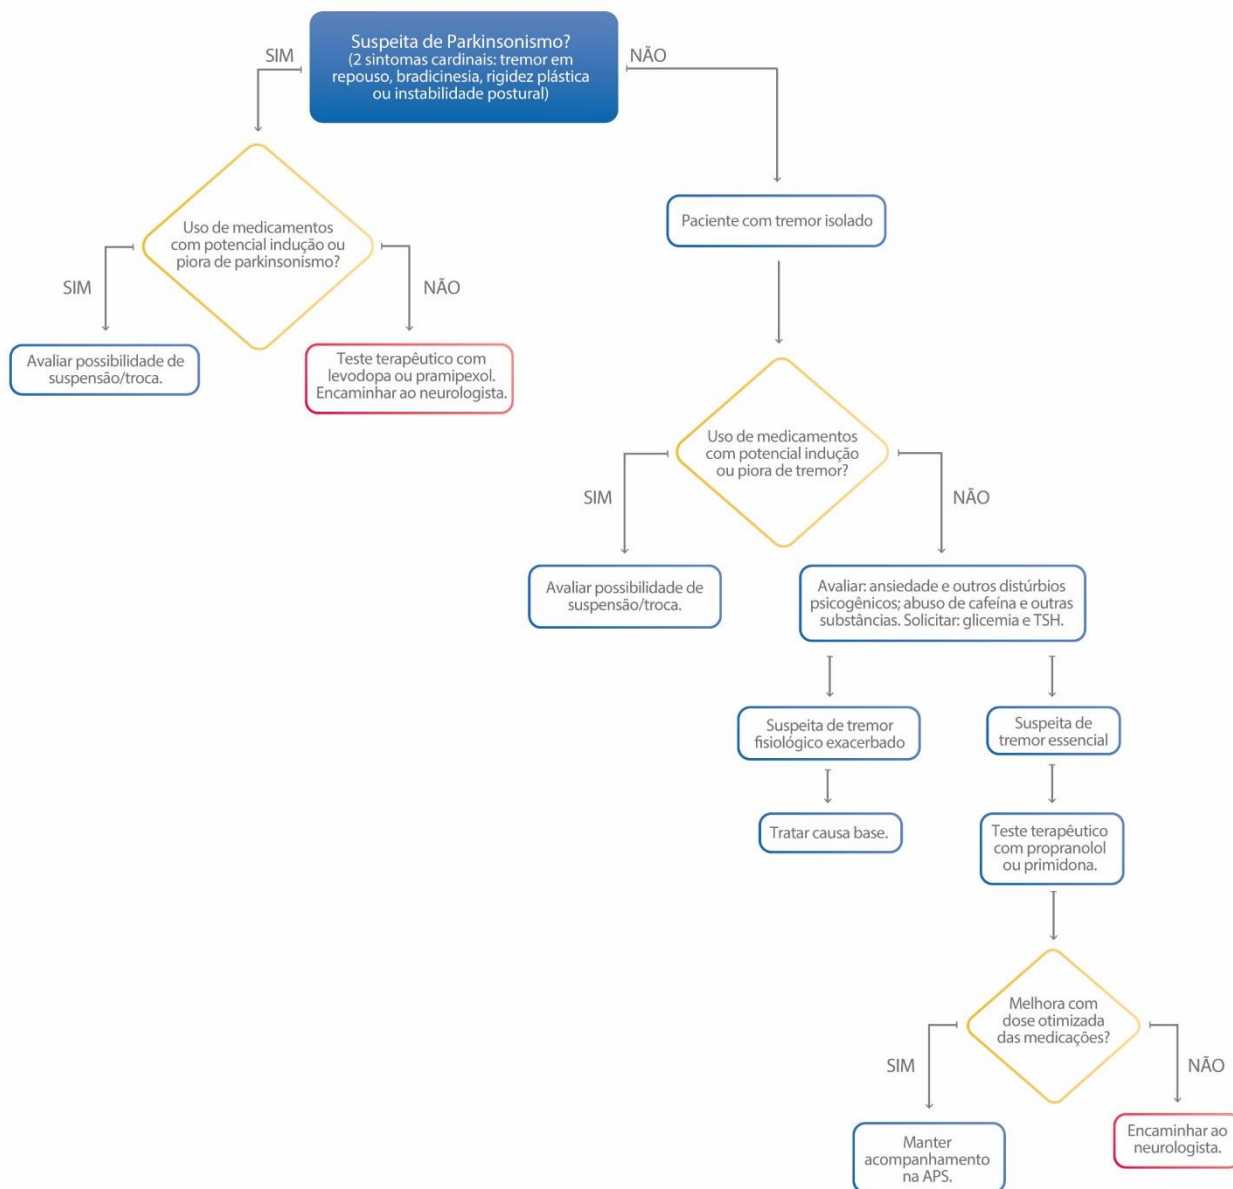 Suspeita de Parkinsonismo?
(2 sintomas cardinais: tremor em
repouso, bradicinesia, rigidez plástica
ou instabilidade postural)
SIM
NÃO
Uso de medicamentos
com potencial indução ou
piora de parkinsonismo?
SIM
NÃO
Avaliar possibilidade de
suspensão/troca.
Teste terapêutico com
levodopa ou pramipexol.
Encaminhar ao neurologista.
Paciente com tremor isolado
Uso de medicamentos
com potencial indução
ou piora de tremor?
SIM
NÃO
Avaliar possibilidade de
suspensão/troca.
Avaliar: ansiedade e outros distúrbios
psicogênicos; abuso de cafeína e outras
substâncias. Solicitar: glicemia e TSH.
Suspeita de tremor
fisiológico exacerbado
Tratar causa base.
Suspeita de
tremor essencial
Teste terapêutico
com propranolol
ou primidona.
Melhora com
dose otimizada
das medicações?
SIM
NÃO
Manter
acompanhamento
na APS.
Encaminhar ao
neurologista.